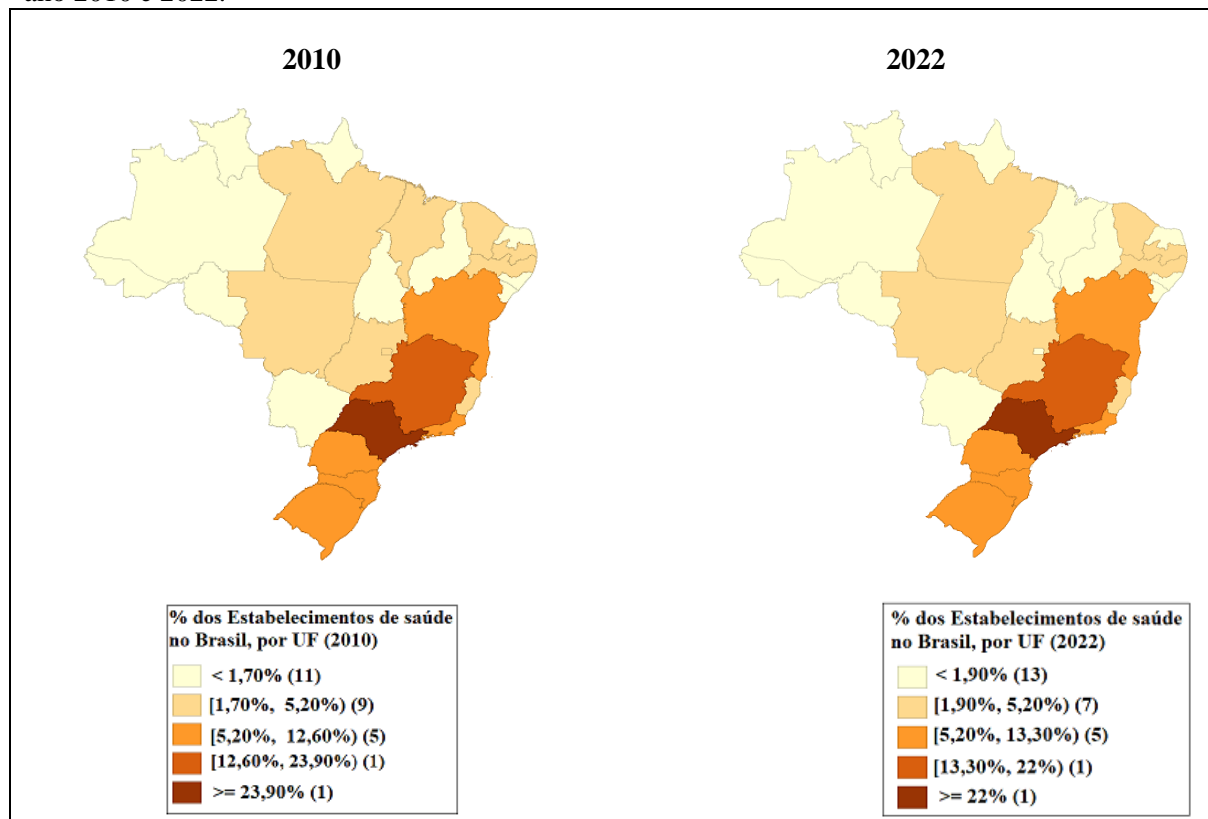 ano 2010 e 2022.
2010
2022
% dos Estabelecimentos de saúde
no Brasil, por UF (2010)
< 1,70% (11)
[1,70%, 5,20%) (9)
[5,20%, 12,60%) (5)
[12,60%, 23,90%) (1)
>= 23,90% (1)
% dos Estabelecimentos de saúde
no Brasil, por UF (2022)
< 1,90% (13)
[1,90%, 5,20%) (7)
[5,20%, 13,30%) (5)
[13,30%, 22%) (1)
>= 22% (1)